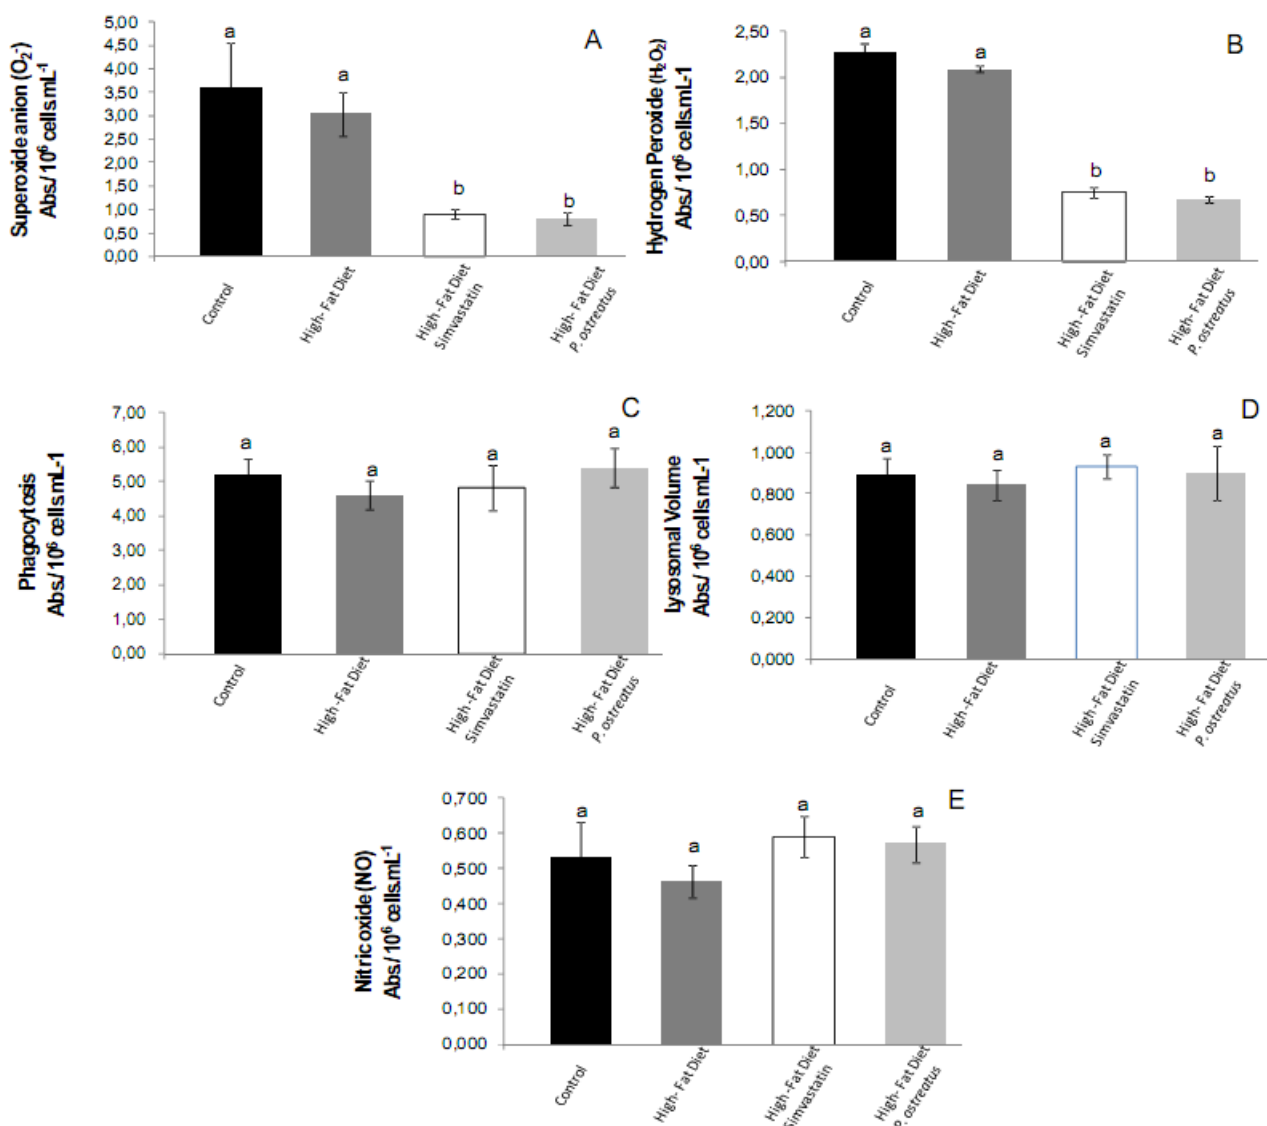 A
Superoxide anion (O₂⁻)
Abs./ 10⁶ cells.mL⁻¹
5,00
4,50
4,00
3,50
3,00
2,50
2,00
1,50
1,00
0,50
0,00
a
a
b
b
Control
High-Fat Diet
High -Fat Diet
Simvastatin
High- Fat Diet
P. ostreatus
B
Hydrogen Peroxide (H₂O₂)
Abs./ 10⁶ cells.mL-1
2,50
2,00
1,50
1,00
0,50
0,00
a
a
b
b
Control
High-Fat Diet
High -Fat Diet
Simvastatin
High- Fat Diet
P. ostreatus
C
Phagocytosis
Abs./ 10⁶ cells.mL-1
7,00
6,00
5,00
4,00
3,00
2,00
1,00
0,00
a
a
a
a
Control
High -Fat Diet
High -Fat Diet
Simvastatin
High- Fat Diet
P. ostreatus
D
Lysosomal Volume
Abs./ 10⁶ cells.mL-1
1,200
1,000
0,800
0,600
0,400
0,200
0,000
a
a
a
a
Control
High -Fat Diet
High -Fat Diet
Simvastatin
High- Fat Diet
P. ostreatus
E
Nitric oxide (NO)
Abs./ 10⁶ cells.mL⁻¹
0,700
0,600
0,500
0,400
0,300
0,200
0,100
0,000
a
a
a
a
Control
High- Fat Diet
High -Fat Diet
Simvastatin
High- Fat Diet
P. ostreatus